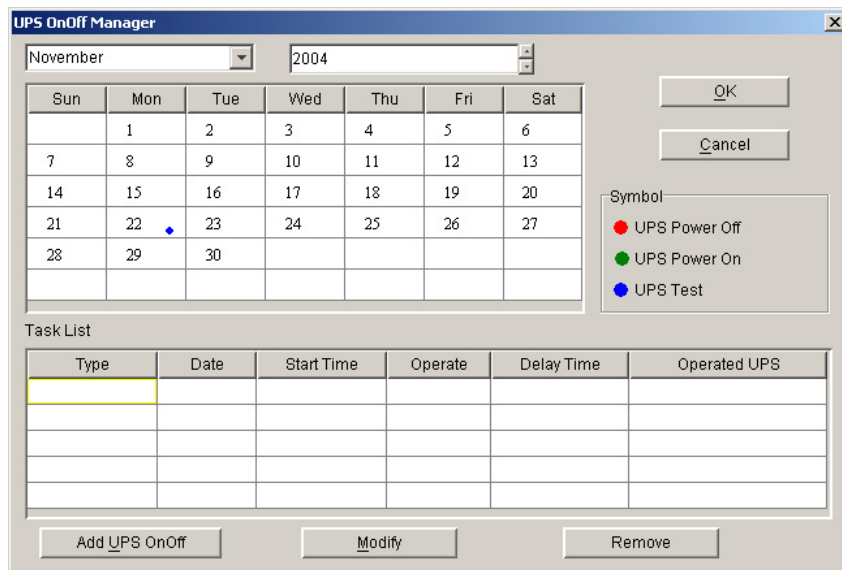 UPS OnOff Manager
November 2004
Sun Mon Tue Wed Thu Fri Sat
1 2 3 4 5 6
7 8 9 10 11 12 13
14 15 16 17 18 19 20
21 22 23 24 25 26 27
28 29 30
OK
Cancel
Symbol
UPS Power Off
UPS Power On
UPS Test
Task List
Type Date Start Time Operate Delay Time Operated UPS
Add UPS OnOff Modify Remove